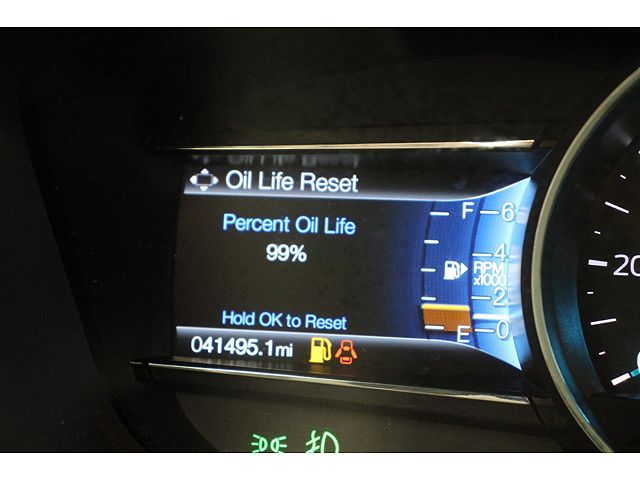 Oil Life Reset
Percent Oil Life
99%
Hold OK to Reset
041495.1mi
F
E
6
4
RPM
x1000
2
0
20